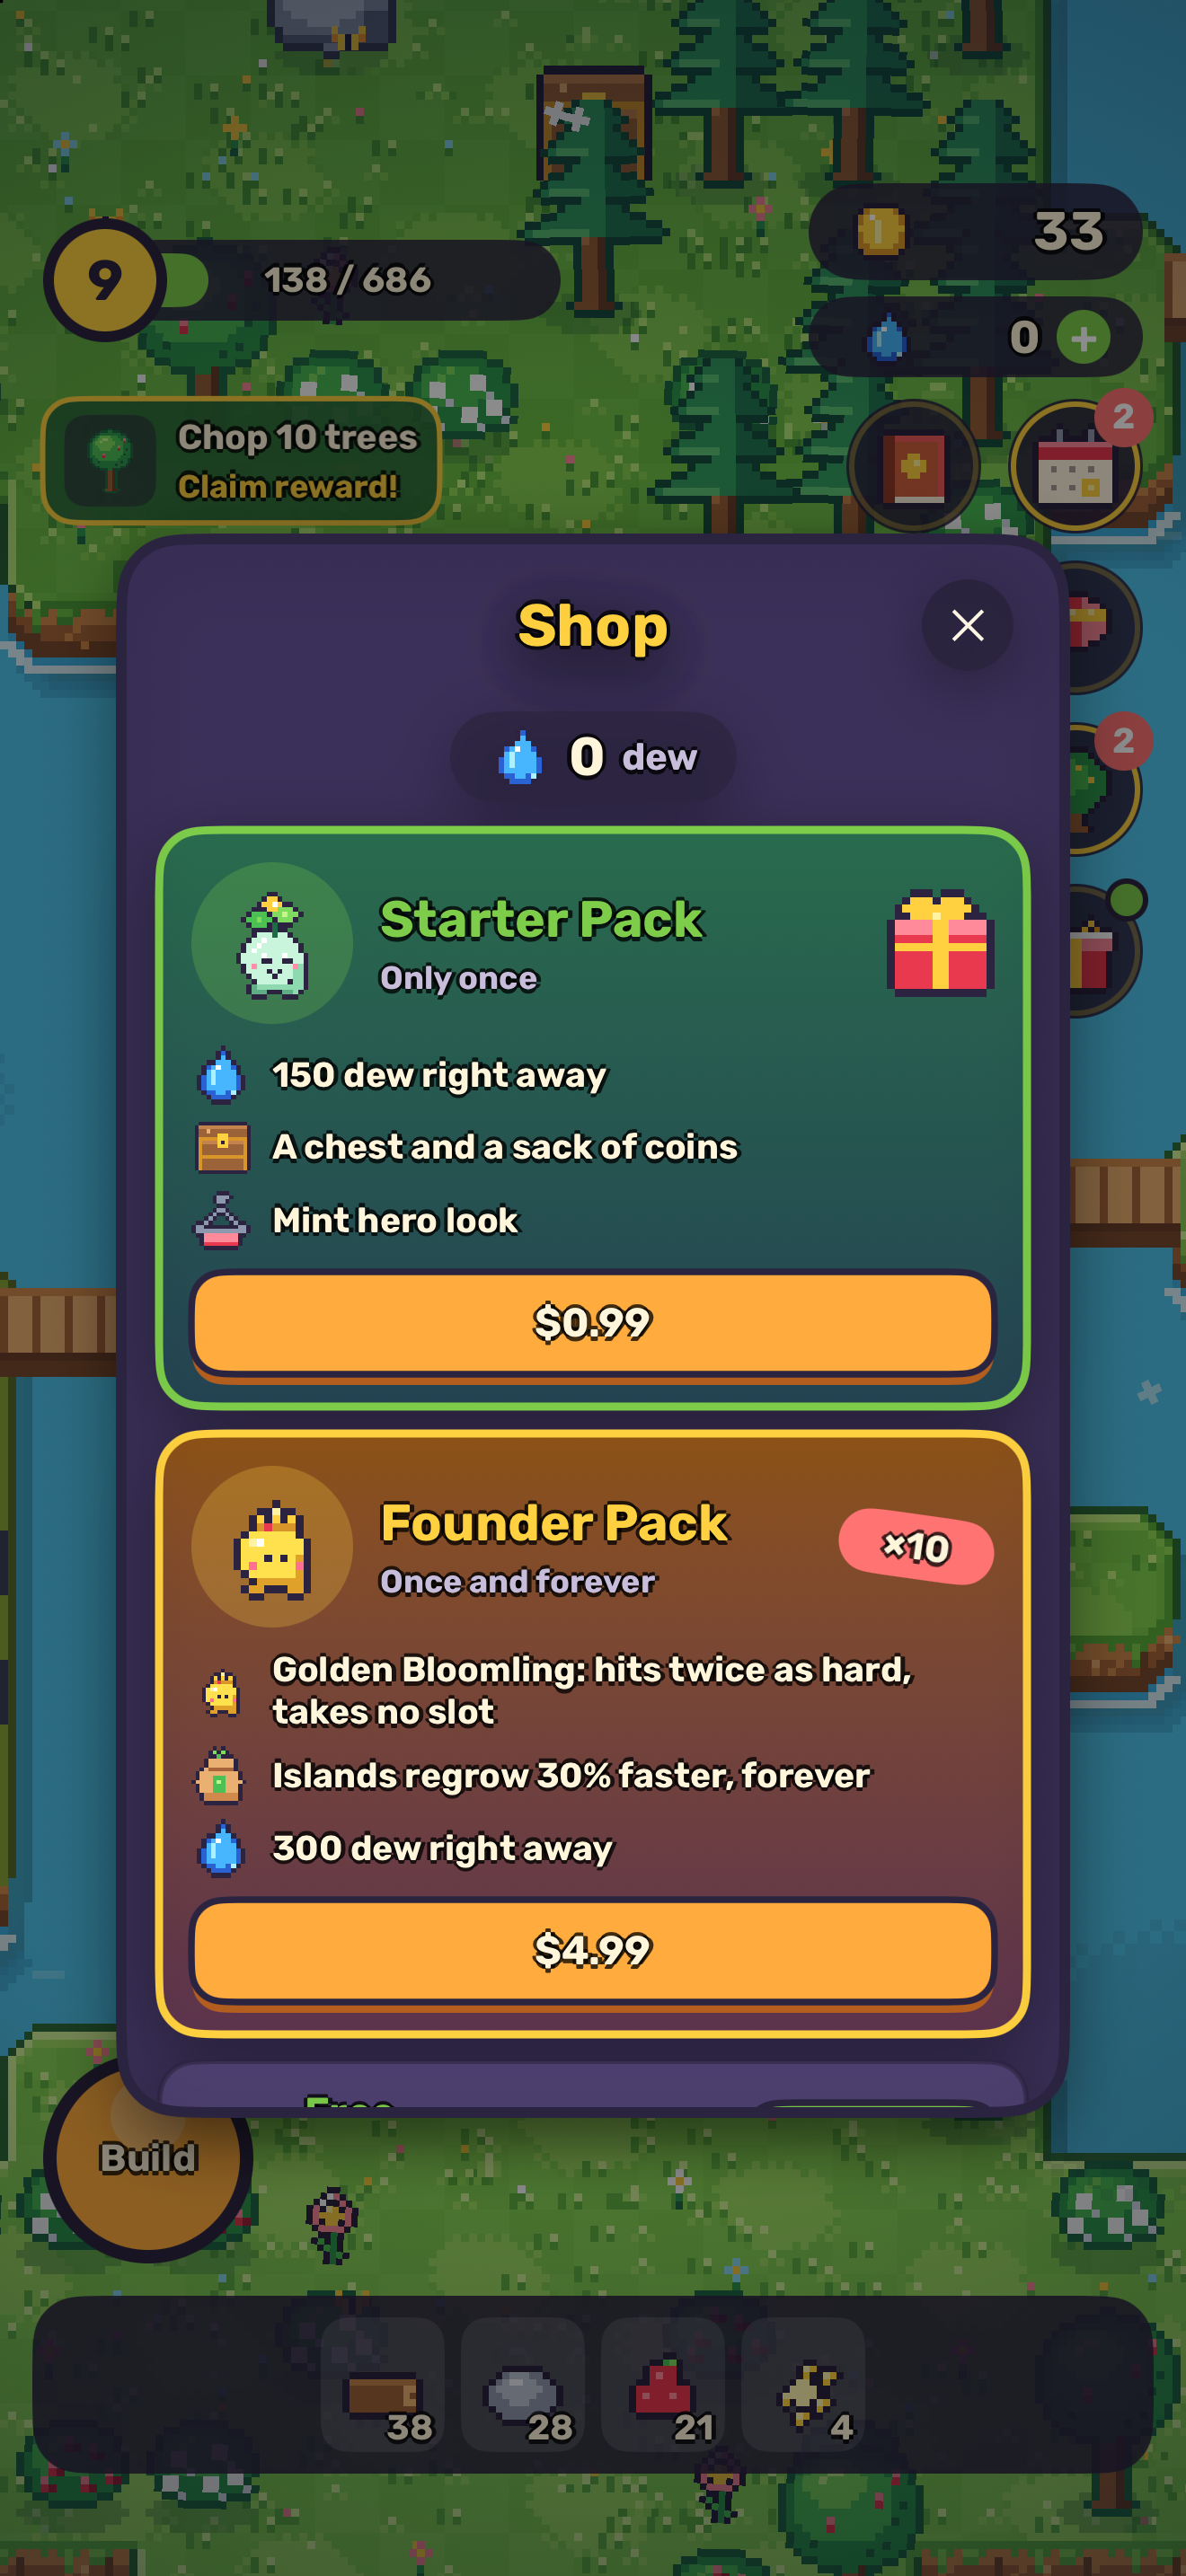 33
9
138 / 686
0 +
Chop 10 trees
Claim reward!
2
Shop
0 dew
2
Starter Pack
Only once
150 dew right away
A chest and a sack of coins
Mint hero look
$0.99
Founder Pack
×10
Once and forever
Golden Bloomling: hits twice as hard,
takes no slot
Islands regrow 30% faster, forever
300 dew right away
$4.99
Build
38
28
21
4